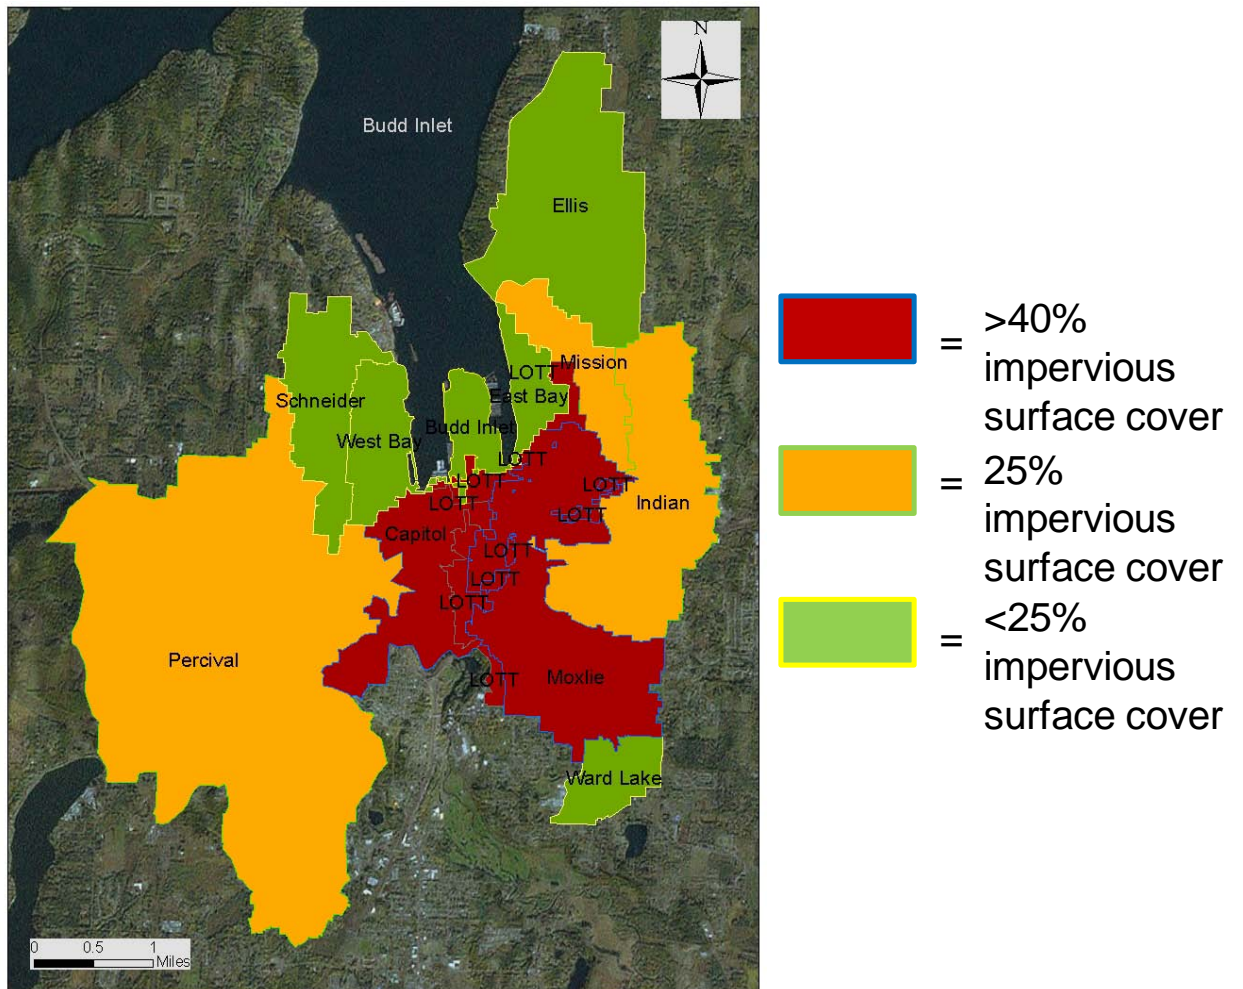 N
Budd Inlet
Ellis
Mission
LOTT
East Bay
Schneider
Budd Inlet
West Bay
LOTT
LOTT
LOTT
Indian
LOTT
LOTT
Capitol
LOTT
LOTT
LOTT
Percival
Moxlie
LOTT
Ward Lake
0 0.5 1
Miles
= >40%
impervious
surface cover
= 25%
impervious
surface cover
= <25%
impervious
surface cover